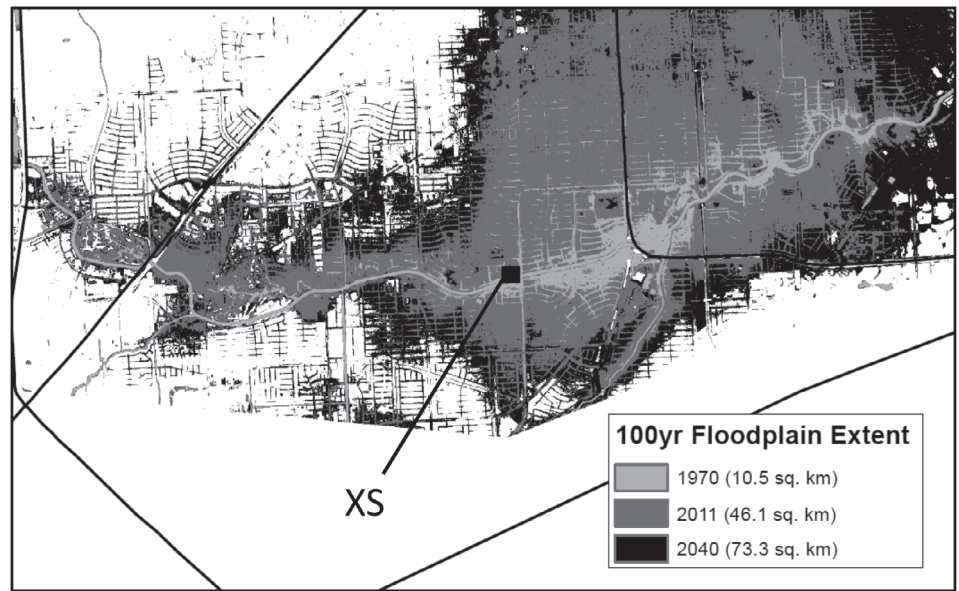 XS
100yr Floodplain Extent
1970 (10.5 sq. km)
2011 (46.1 sq. km)
2040 (73.3 sq. km)